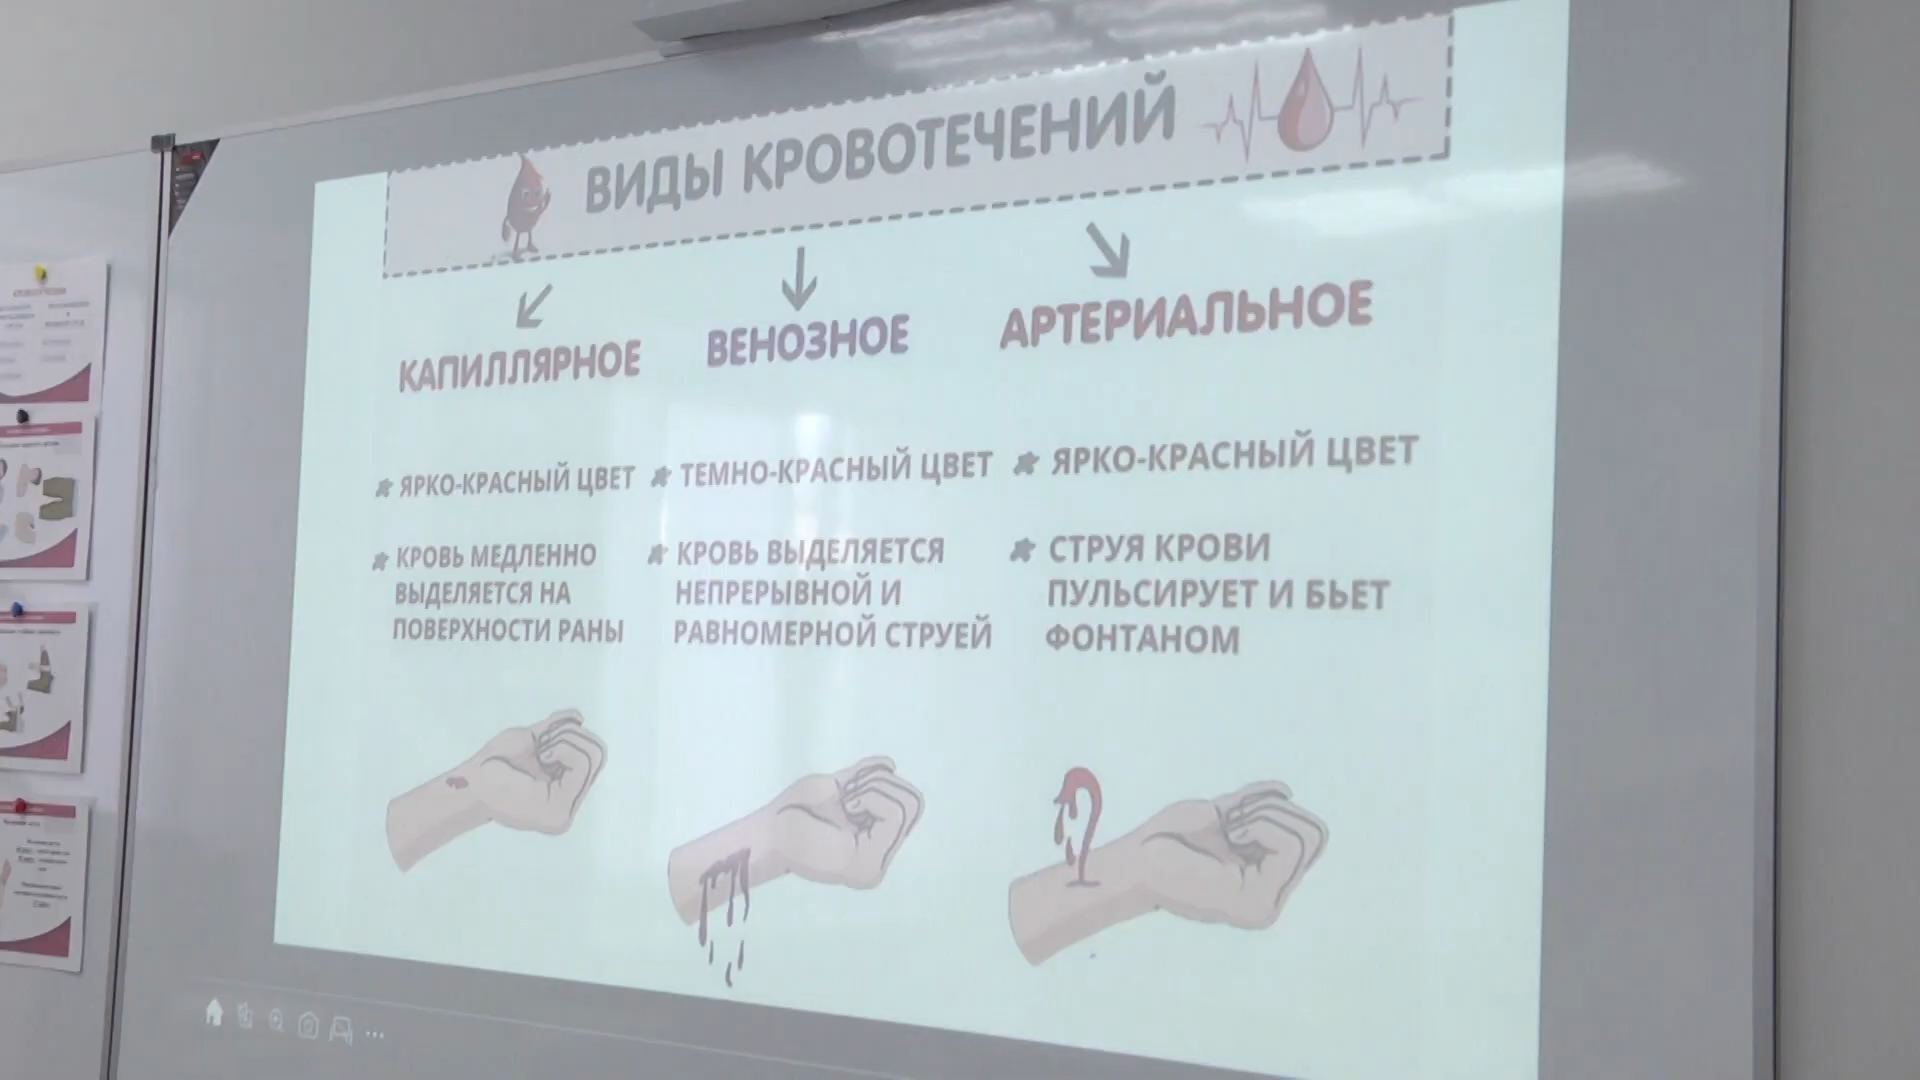 ВИДЫ КРОВОТЕЧЕНИЙ
КАПИЛЛЯРНОЕ
ЯРКО-КРАСНЫЙ ЦВЕТ
КРОВЬ МЕДЛЕННО
ВЫДЕЛЯЕТСЯ НА
ПОВЕРХНОСТИ РАНЫ
ВЕНОЗНОЕ
ТЕМНО-КРАСНЫЙ ЦВЕТ
КРОВЬ ВЫДЕЛЯЕТСЯ
НЕПРЕРЫВНОЙ И
РАВНОМЕРНОЙ СТРУЕЙ
АРТЕРИАЛЬНОЕ
ЯРКО-КРАСНЫЙ ЦВЕТ
СТРУЯ КРОВИ
ПУЛЬСИРУЕТ И БЬЕТ
ФОНТАНОМ